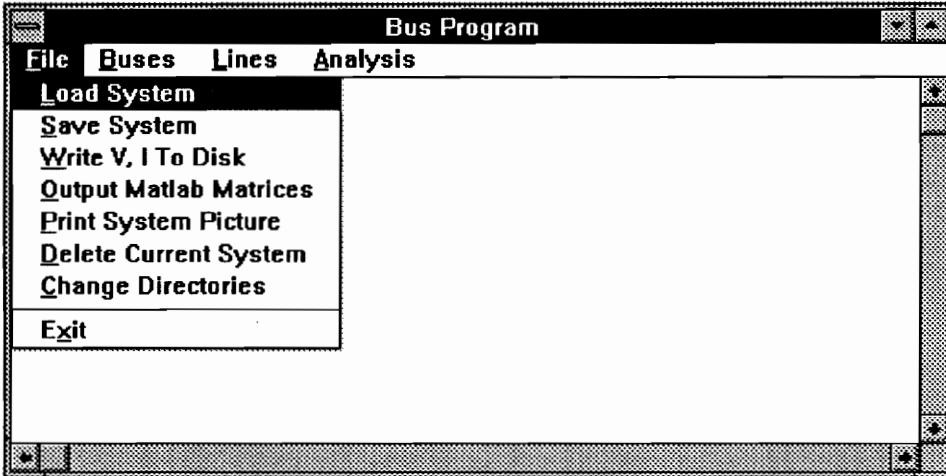 Bus Program
File Buses Lines Analysis
Load System
Save System
Write V, I To Disk
Output Matlab Matrices
Print System Picture
Delete Current System
Change Directories
Exit